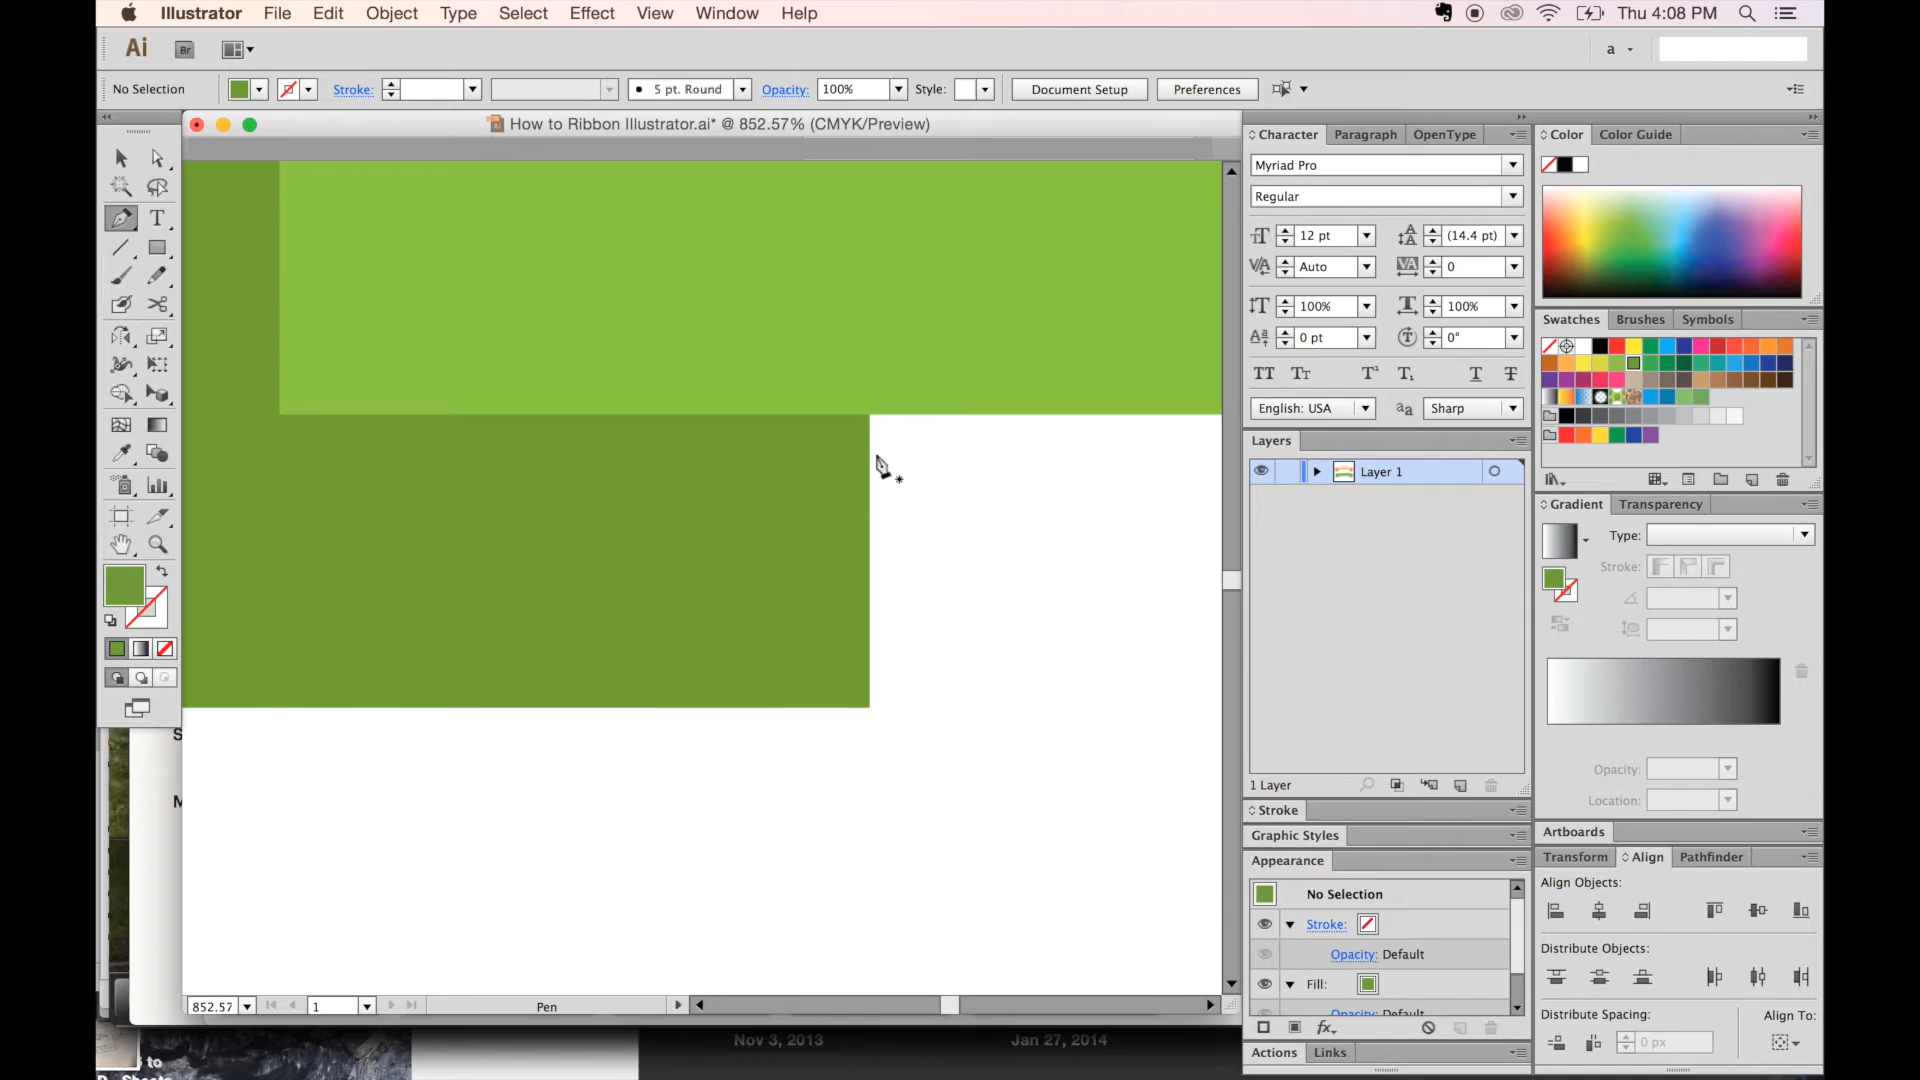 Illustrator File Edit Object Type Select Effect View Window Help Thu 4:08 PM
Ai Br a
No Selection Stroke: 5 pt. Round Opacity: 100% Style: Document Setup Preferences
How to Ribbon Illustrator.ai* @ 852.57% (CMYK/Preview)
Character Paragraph OpenType
Myriad Pro
Regular
12 pt (14.4 pt)
Auto 0
100% 100%
0 pt 0°
English: USA Sharp
Layers
Layer 1
1 Layer
Stroke
Graphic Styles
Appearance
No Selection
Stroke:
Opacity: Default
Fill:
Opacity: Default
Actions Links
Color Color Guide
Swatches Brushes Symbols
Gradient Transparency
Type:
Stroke:
Opacity:
Location:
Artboards
Transform Align Pathfinder
Align Objects:
Distribute Objects:
Distribute Spacing: Align To:
0 px
852.57 1 Pen
Nov 3, 2013 Jan 27, 2014